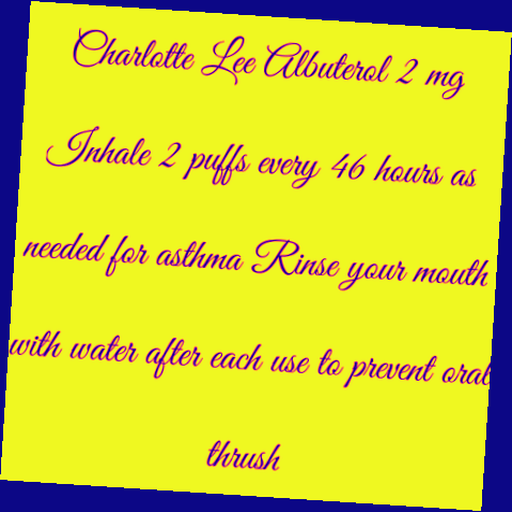 Charlotte Lee Albuterol 2 mg
Inhale 2 puffs every 46 hours as
needed for asthma Rinse your mouth
with water after each use to prevent oral
thrush